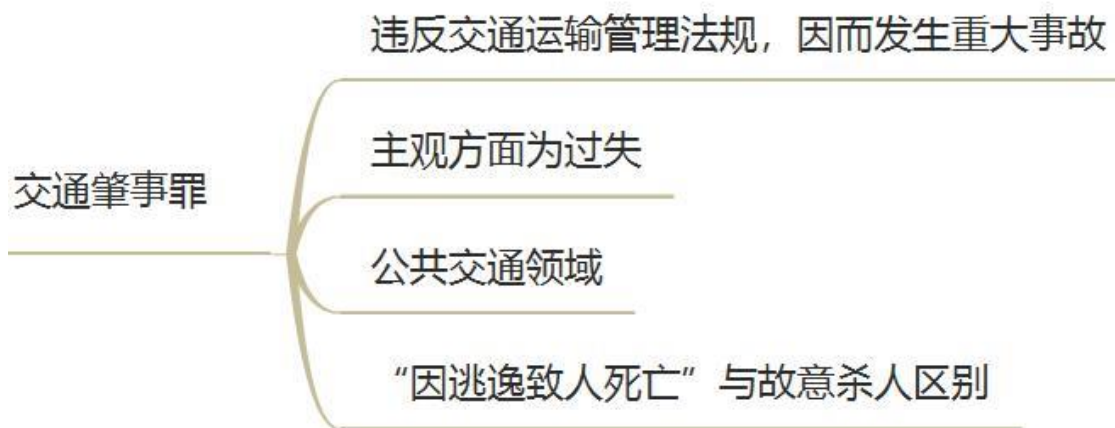 交通肇事罪
违反交通运输管理法规，因而发生重大事故
主观方面为过失
公共交通领域
“因逃逸致人死亡”与故意杀人区别